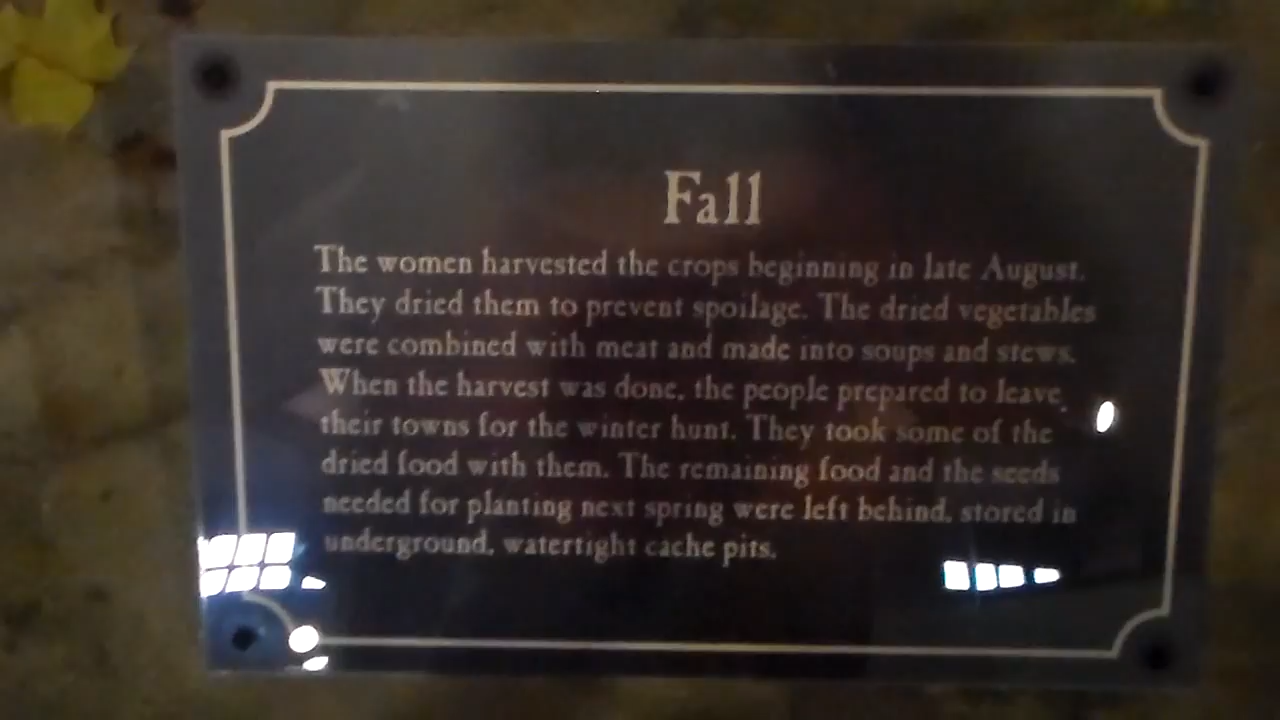 Fall
The women harvested the crops beginning in late August.
They dried them to prevent spoilage. The dried vegetables
were combined with meat and made into soups and stews.
When the harvest was done, the people prepared to leave
their towns for the winter hunt. They took some of the
dried food with them. The remaining food and the seeds
needed for planting next spring were left behind, stored in
underground, watertight cache pits.